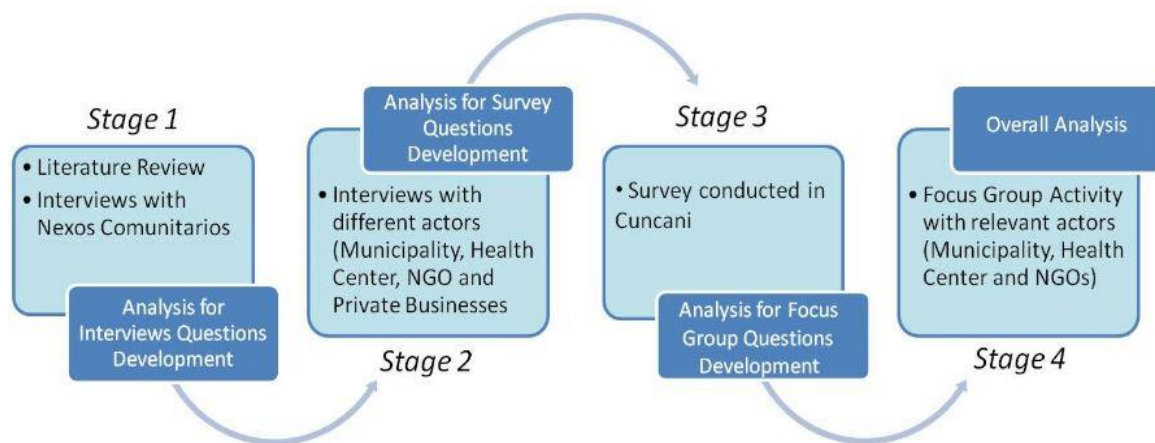 Stage 1
• Literature Review
• Interviews with
Nexos Comunitarios
Analysis for
Interviews Questions
Development
Analysis for Survey
Questions
Development
• Interviews with
different actors
(Municipality, Health
Center, NGO and
Private Businesses
Stage 2
Stage 3
• Survey conducted in
Cuncani
Analysis for Focus
Group Questions
Development
Overall Analysis
• Focus Group Activity
with relevant actors
(Municipality, Health
Center and NGOs)
Stage 4